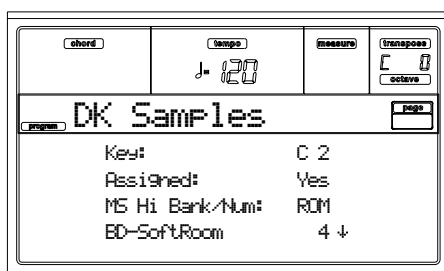 chord tempo measure transpose
♩= 120 C 0
octave
program DK Samples page
Key: C 2
Assigned: Yes
MS Hi Bank/Num: ROM
BD-SoftRoom 4 ↓